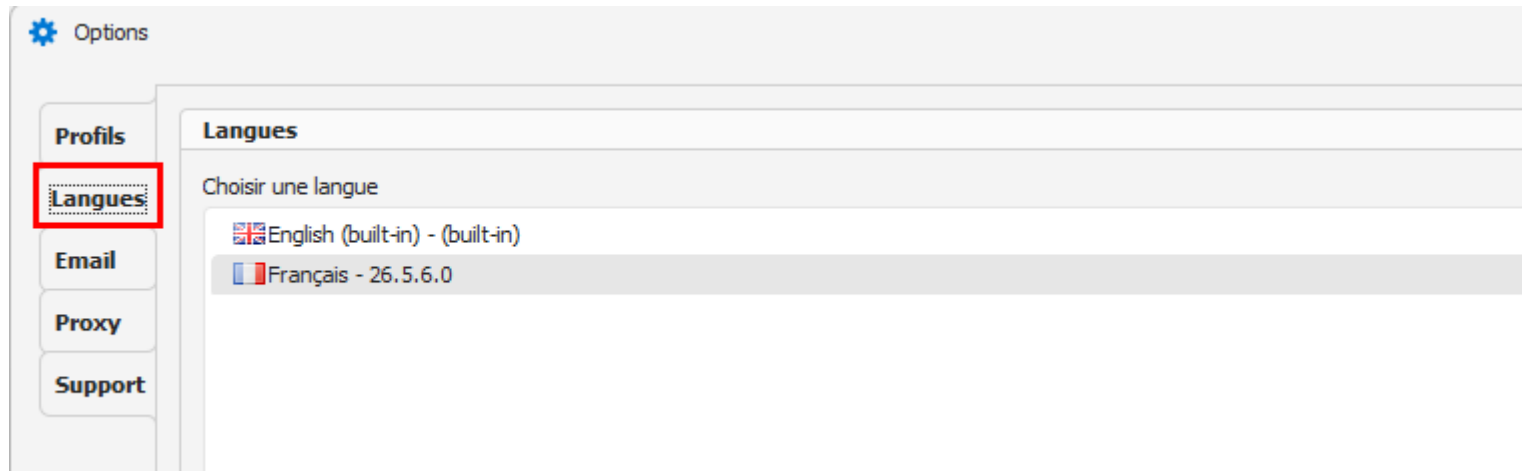 Options
Profils
Langues
Email
Proxy
Support
Langues
Choisir une langue
English (built-in) - (built-in)
Français - 26.5.6.0